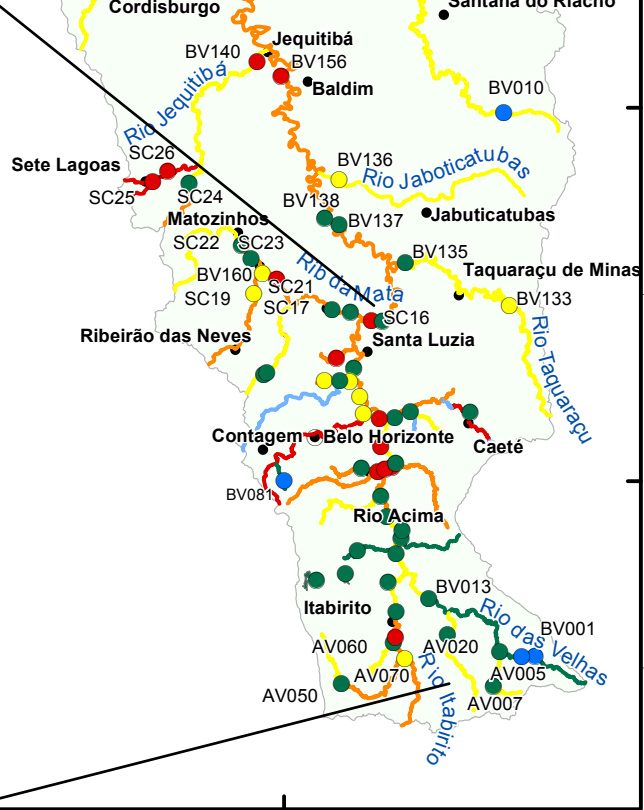 Santana do Riacho
Cordisburgo
Jequitibá
BV140
BV156
Baldim
BV010
Rio Jequitibá
SC26
Sete Lagoas
BV136
Rio Jaboticatubas
SC25
SC24
BV138
Matozinhos
BV137
Jabuticatubas
SC22
SC23
BV135
Rib da Mata
Taquaraçu de Minas
BV160
SC21
SC19
SC17
BV133
SC16
Ribeirão das Neves
Santa Luzia
Rio Taquaraçu
Contagem
Belo Horizonte
Caeté
BV081
Rio Acima
BV013
Itabirito
Rio das Velhas
BV001
AV060
AV020
AV070
AV005
AV050
AV007
Rio Itabirito